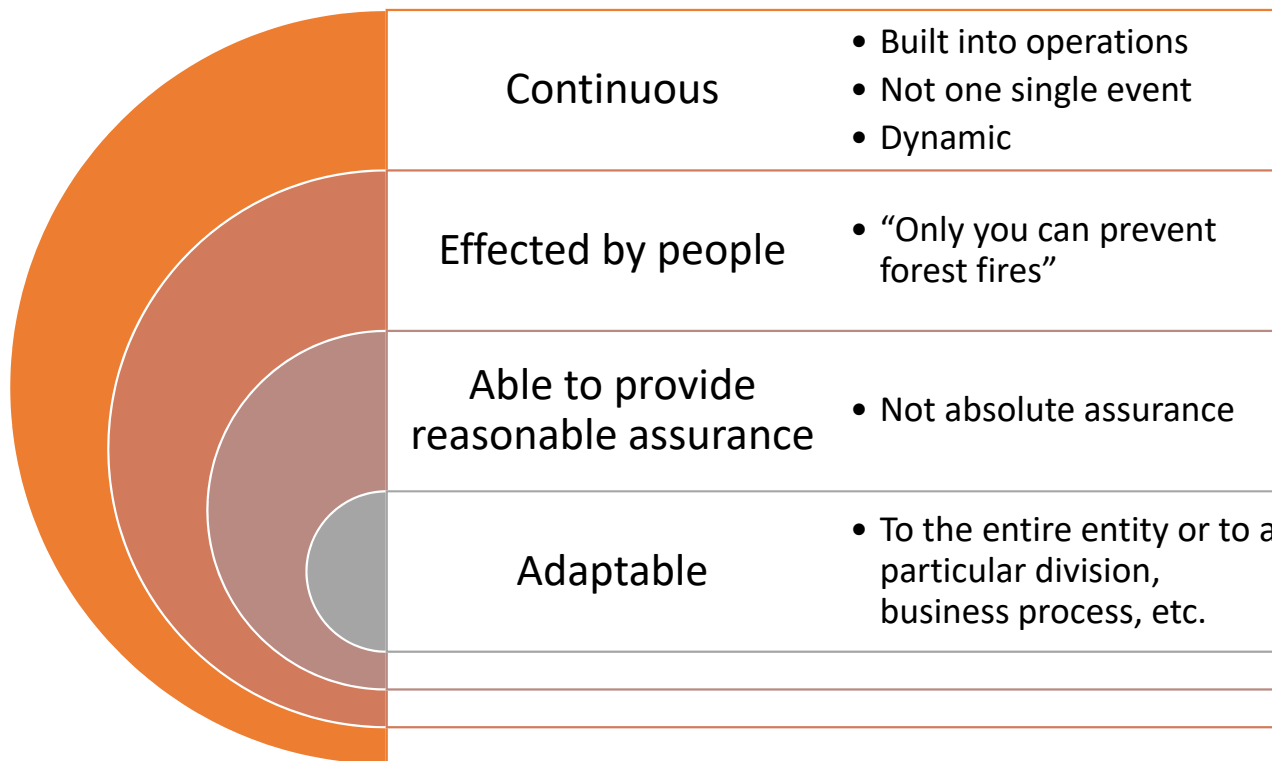 Continuous
• Built into operations
• Not one single event
• Dynamic
Effected by people
• “Only you can prevent
forest fires”
Able to provide
reasonable assurance
• Not absolute assurance
Adaptable
• To the entire entity or to a
particular division,
business process, etc.